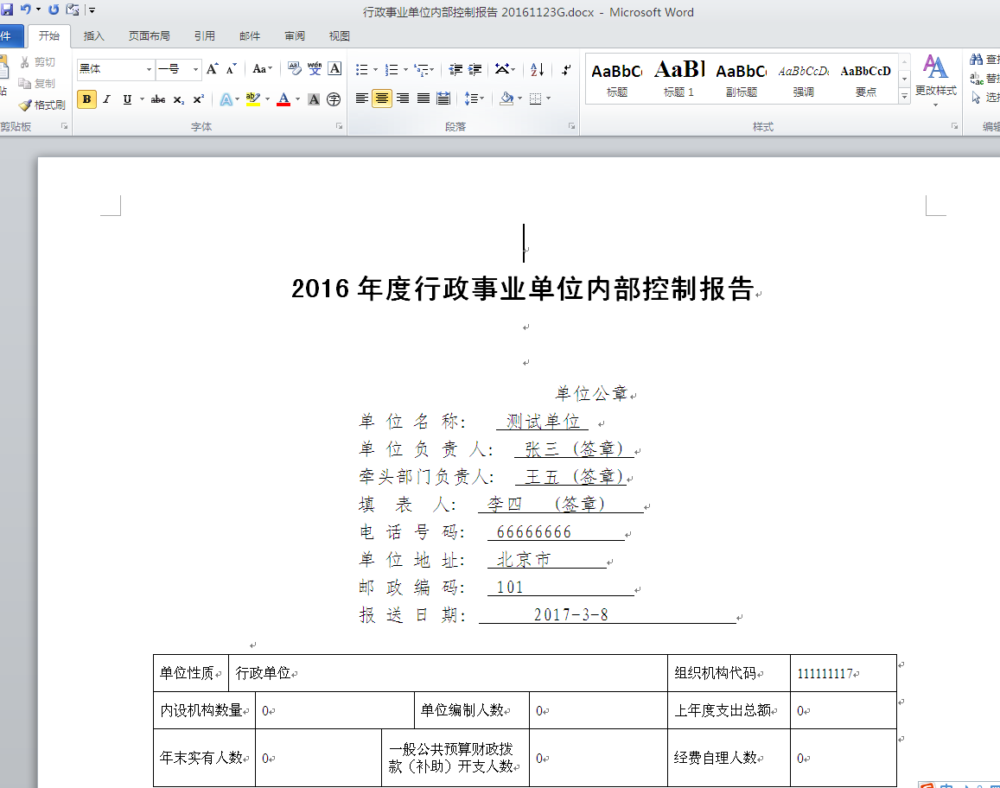 行政事业单位内部控制报告 20161123G.docx - Microsoft Word
件 开始 插入 页面布局 引用 邮件 审阅 视图
剪切
复制
格式刷
贴
剪贴板
黑体 一号
字体
段落
AaBbC AaBl AaBbC AaBbCcDc AaBbCcD
标题 标题 1 副标题 强调 要点
更改样式
样式
查找
替换
选择
编辑
2016 年度行政事业单位内部控制报告
单位公章
单 位 名 称: 测试单位
单 位 负 责 人: 张三 (签章)
牵头部门负责人: 王五 (签章)
填 表 人: 李四 (签章)
电 话 号 码: 66666666
单 位 地 址: 北京市
邮 政 编 码: 101
报 送 日 期: 2017-3-8
单位性质 行政单位 组织机构代码 111111117
内设机构数量 0 单位编制人数 0 上年度支出总额 0
年末实有人数 0 一般公共预算财政拨 0 经费自理人数 0
款（补助）开支人数